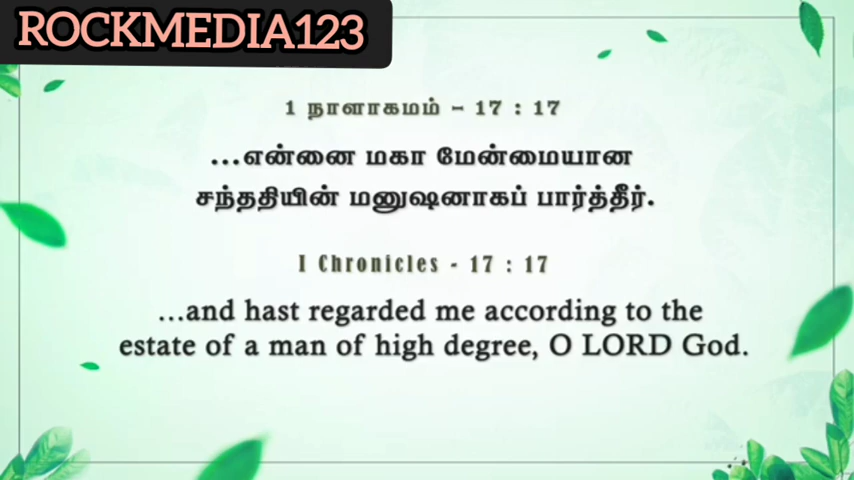 ROCKMEDIA123
1 நாளாகமம் - 17 : 17
...என்னை மகா மேன்மையான
சந்ததியின் மனுஷனாகப் பார்த்தீர்.
I Chronicles - 17 : 17
...and hast regarded me according to the
estate of a man of high degree, O LORD God.